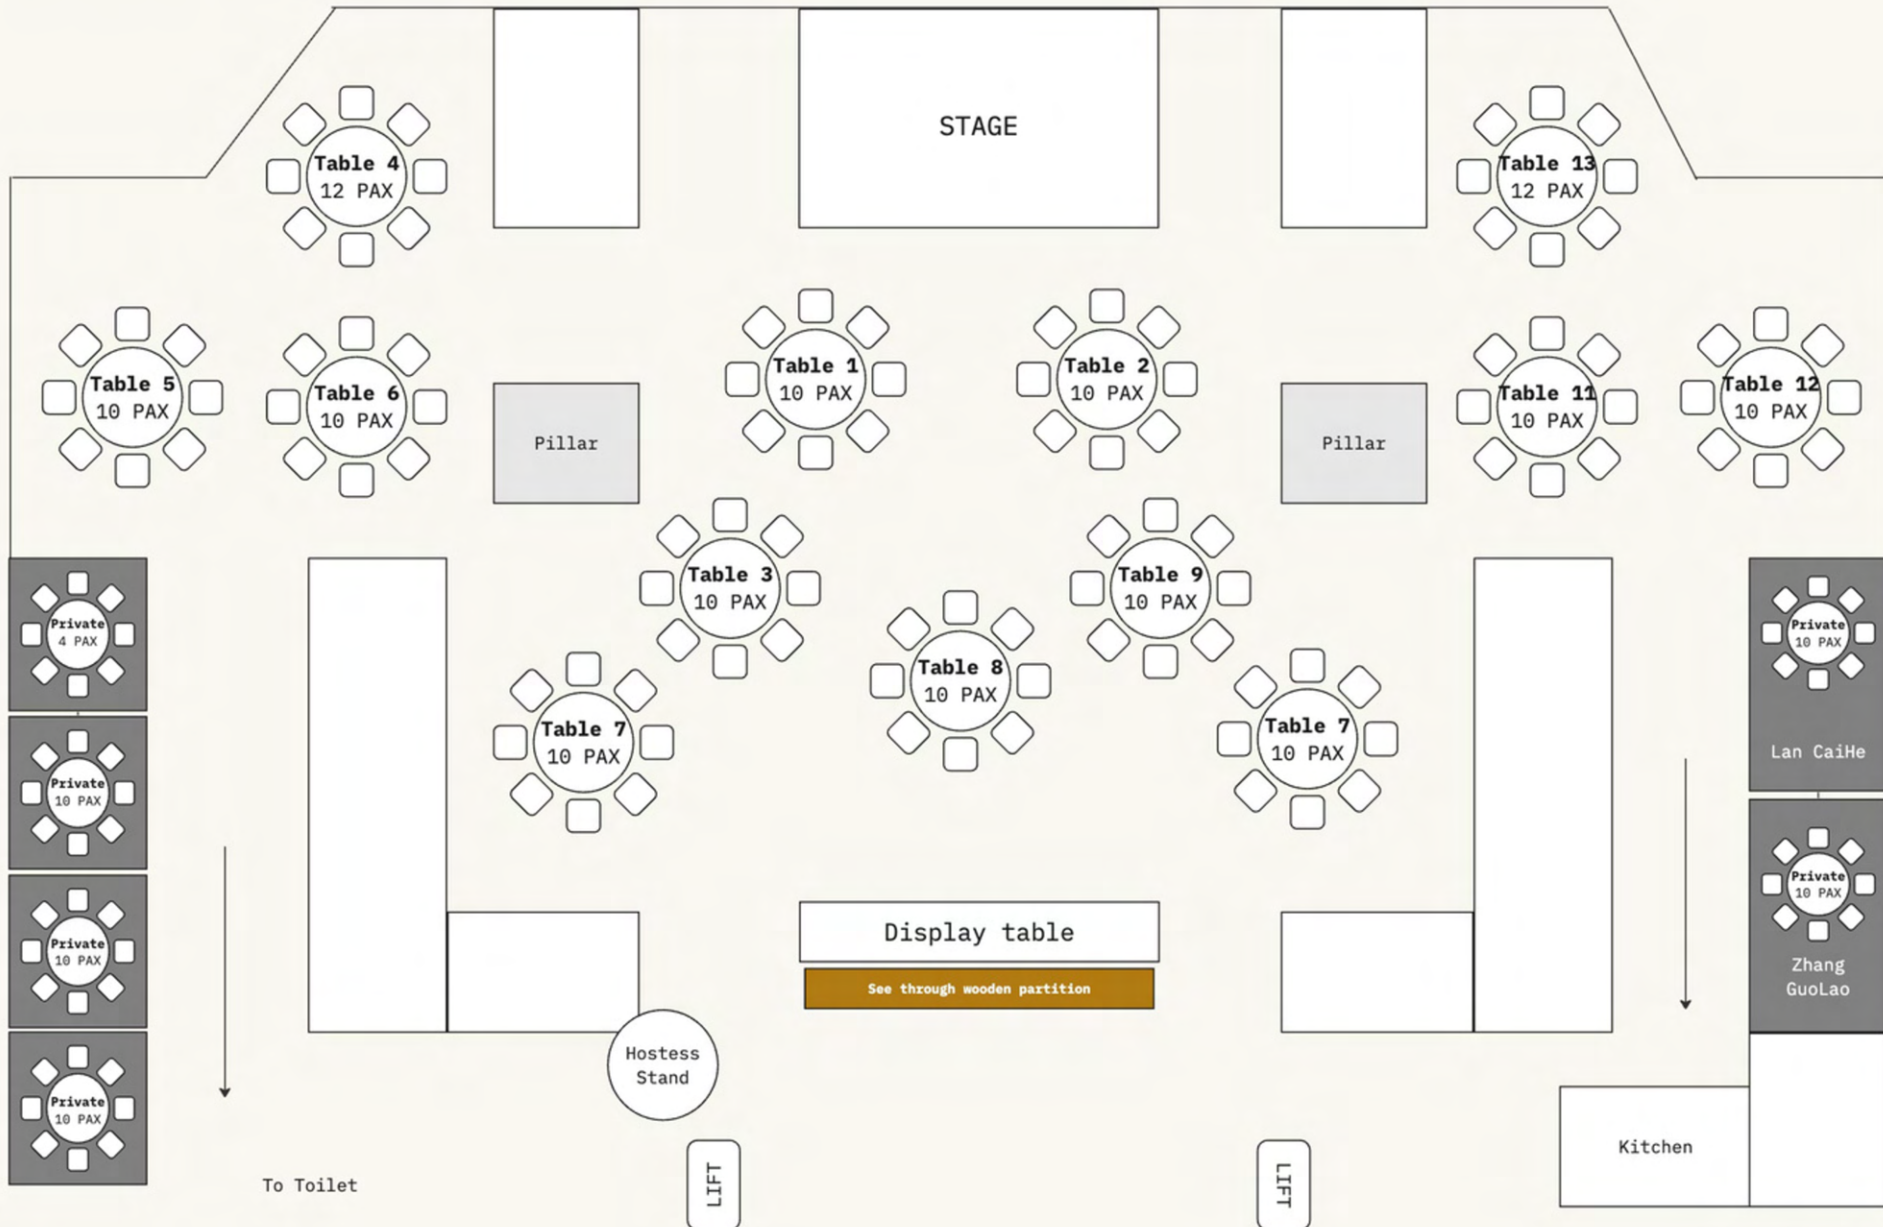 STAGE
Table 4
12 PAX
Table 13
12 PAX
Table 5
10 PAX
Table 6
10 PAX
Table 1
10 PAX
Table 2
10 PAX
Table 11
10 PAX
Table 12
10 PAX
Pillar
Pillar
Table 3
10 PAX
Table 9
10 PAX
Table 8
10 PAX
Table 7
10 PAX
Table 7
10 PAX
Private
4 PAX
Private
10 PAX
Private
10 PAX
Private
10 PAX
Private
10 PAX
Lan CaiHe
Private
10 PAX
Zhang
GuoLao
Display table
See through wooden partition
Hostess
Stand
Kitchen
To Toilet
LIFT
LIFT